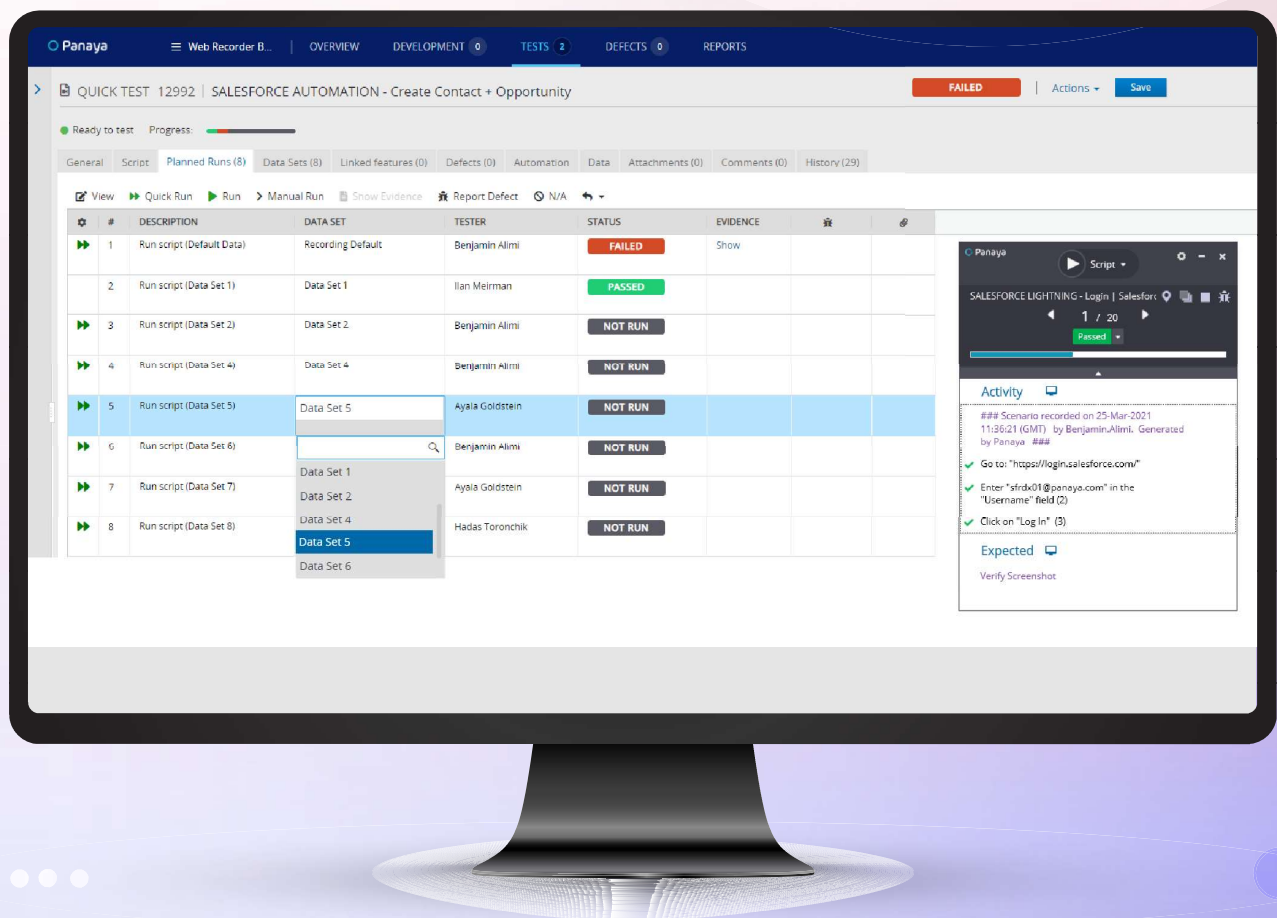 Panaya
Web Recorder B... | OVERVIEW DEVELOPMENT 0 TESTS 2 DEFECTS 0 REPORTS
QUICK TEST 12992 | SALESFORCE AUTOMATION - Create Contact + Opportunity
FAILED | Actions Save
Ready to test Progress:
General Script Planned Runs (8) Data Sets (8) Linked features (0) Defects (0) Automation Data Attachments (0) Comments (0) History (29)
View Quick Run Run Manual Run Show Evidence Report Defect N/A
# DESCRIPTION DATA SET TESTER STATUS EVIDENCE
1 Run script (Default Data) Recording Default Benjamin Alimi FAILED Show
2 Run script (Data Set 1) Data Set 1 Ilan Meirman PASSED
3 Run script (Data Set 2) Data Set 2 Benjamin Alimi NOT RUN
4 Run script (Data Set 4) Data Set 4 Benjamin Alimi NOT RUN
5 Run script (Data Set 5) Data Set 5 Ayala Goldstein NOT RUN
6 Run script (Data Set 6) Benjamin Alimi NOT RUN
7 Run script (Data Set 7) Ayala Goldstein NOT RUN
8 Run script (Data Set 8) Hadas Toronchik NOT RUN
Data Set 1
Data Set 2
Data Set 4
Data Set 5
Data Set 6
Panaya
Script
SALESFORCE LIGHTNING - Login | Salesfor
1 / 20
Passed
Activity
### Scenario recorded on 25-Mar-2021
11:36:21 (GMT) by Benjamin.Alimi. Generated
by Panaya ###
Go to: "https://login.salesforce.com/"
Enter "sfrdx01@panaya.com" in the
"Username" field (2)
Click on "Log In" (3)
Expected
Verify Screenshot